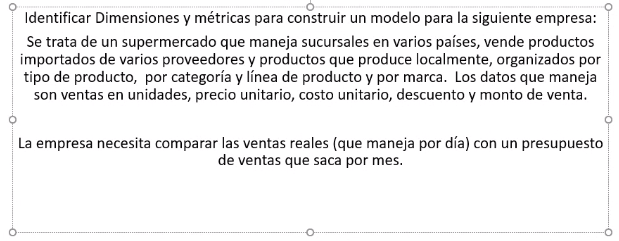 Identificar Dimensiones y métricas para construir un modelo para la siguiente empresa:
Se trata de un supermercado que maneja sucursales en varios países, vende productos
importados de varios proveedores y productos que produce localmente, organizados por
tipo de producto, por categoría y línea de producto y por marca. Los datos que maneja
son ventas en unidades, precio unitario, costo unitario, descuento y monto de venta.
La empresa necesita comparar las ventas reales (que maneja por día) con un presupuesto
de ventas que saca por mes.